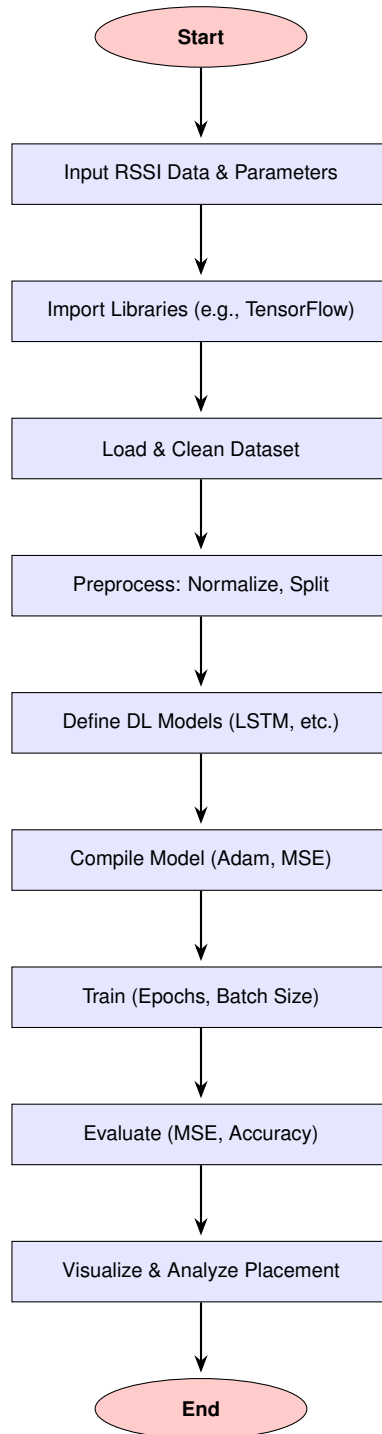 Start
Input RSSI Data & Parameters
Import Libraries (e.g., TensorFlow)
Load & Clean Dataset
Preprocess: Normalize, Split
Define DL Models (LSTM, etc.)
Compile Model (Adam, MSE)
Train (Epochs, Batch Size)
Evaluate (MSE, Accuracy)
Visualize & Analyze Placement
End